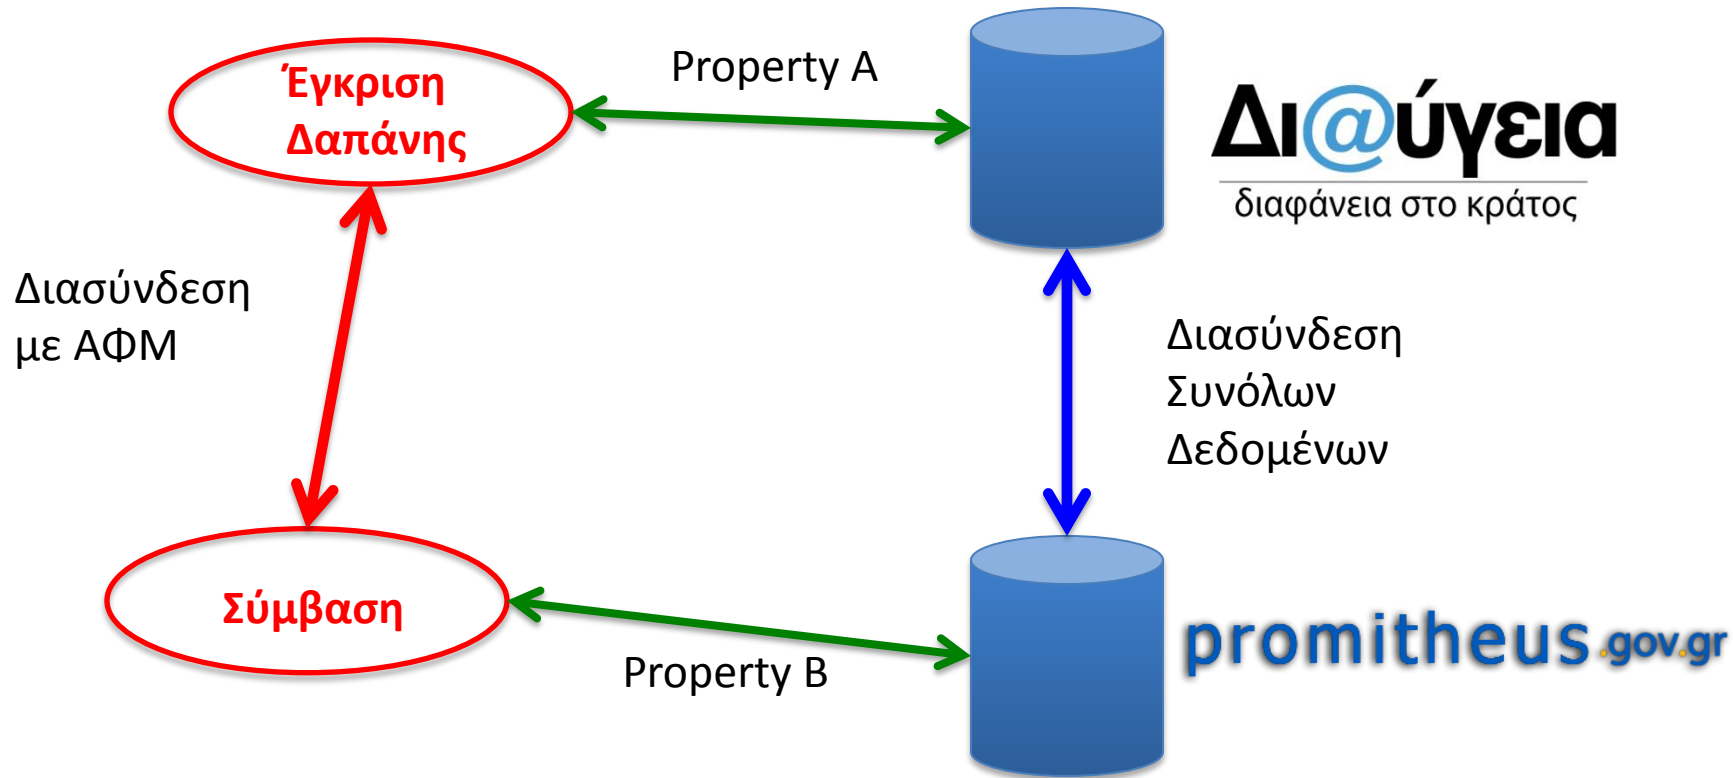 Έγκριση
Δαπάνης
Property A
Δι@ύγεια
διαφάνεια στο κράτος
Διασύνδεση
με ΑΦΜ
Διασύνδεση
Συνόλων
Δεδομένων
Σύμβαση
Property B
promitheus.gov.gr